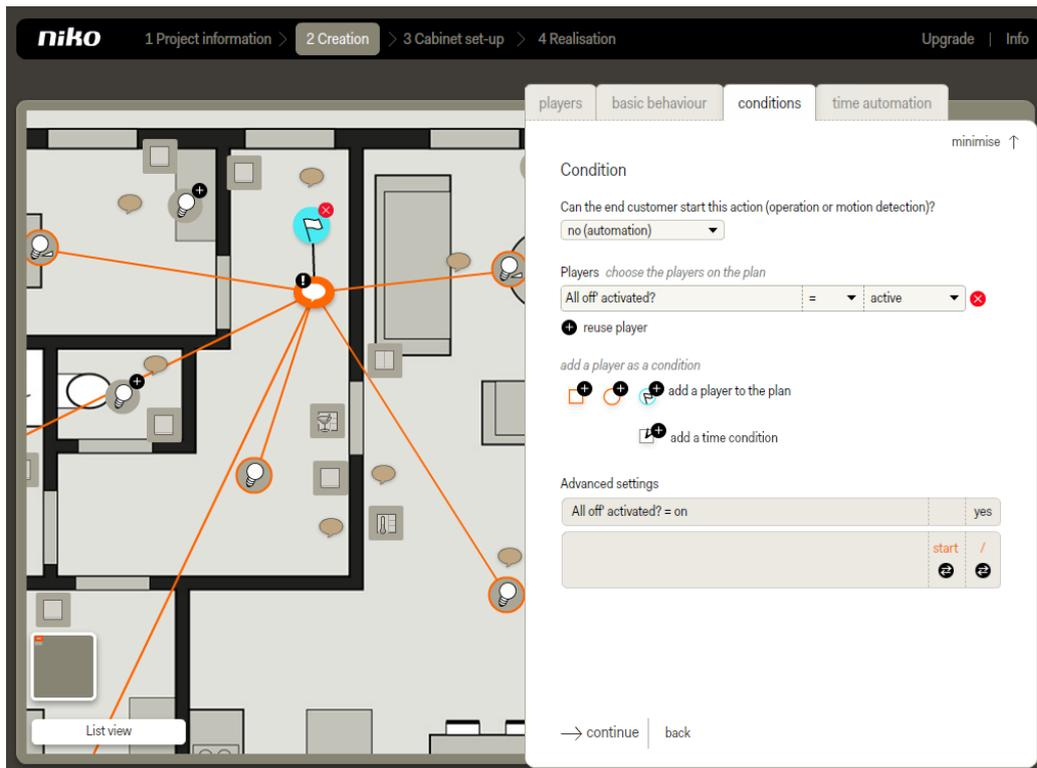 niko
1 Project information
2 Creation
3 Cabinet set-up
4 Realisation
Upgrade | Info
players
basic behaviour
conditions
time automation
minimise
Condition
Can the end customer start this action (operation or motion detection)?
no (automation)
Players choose the players on the plan
All off' activated? = active
reuse player
add a player as a condition
add a player to the plan
add a time condition
Advanced settings
All off' activated? = on yes
start /
continue
back
List view